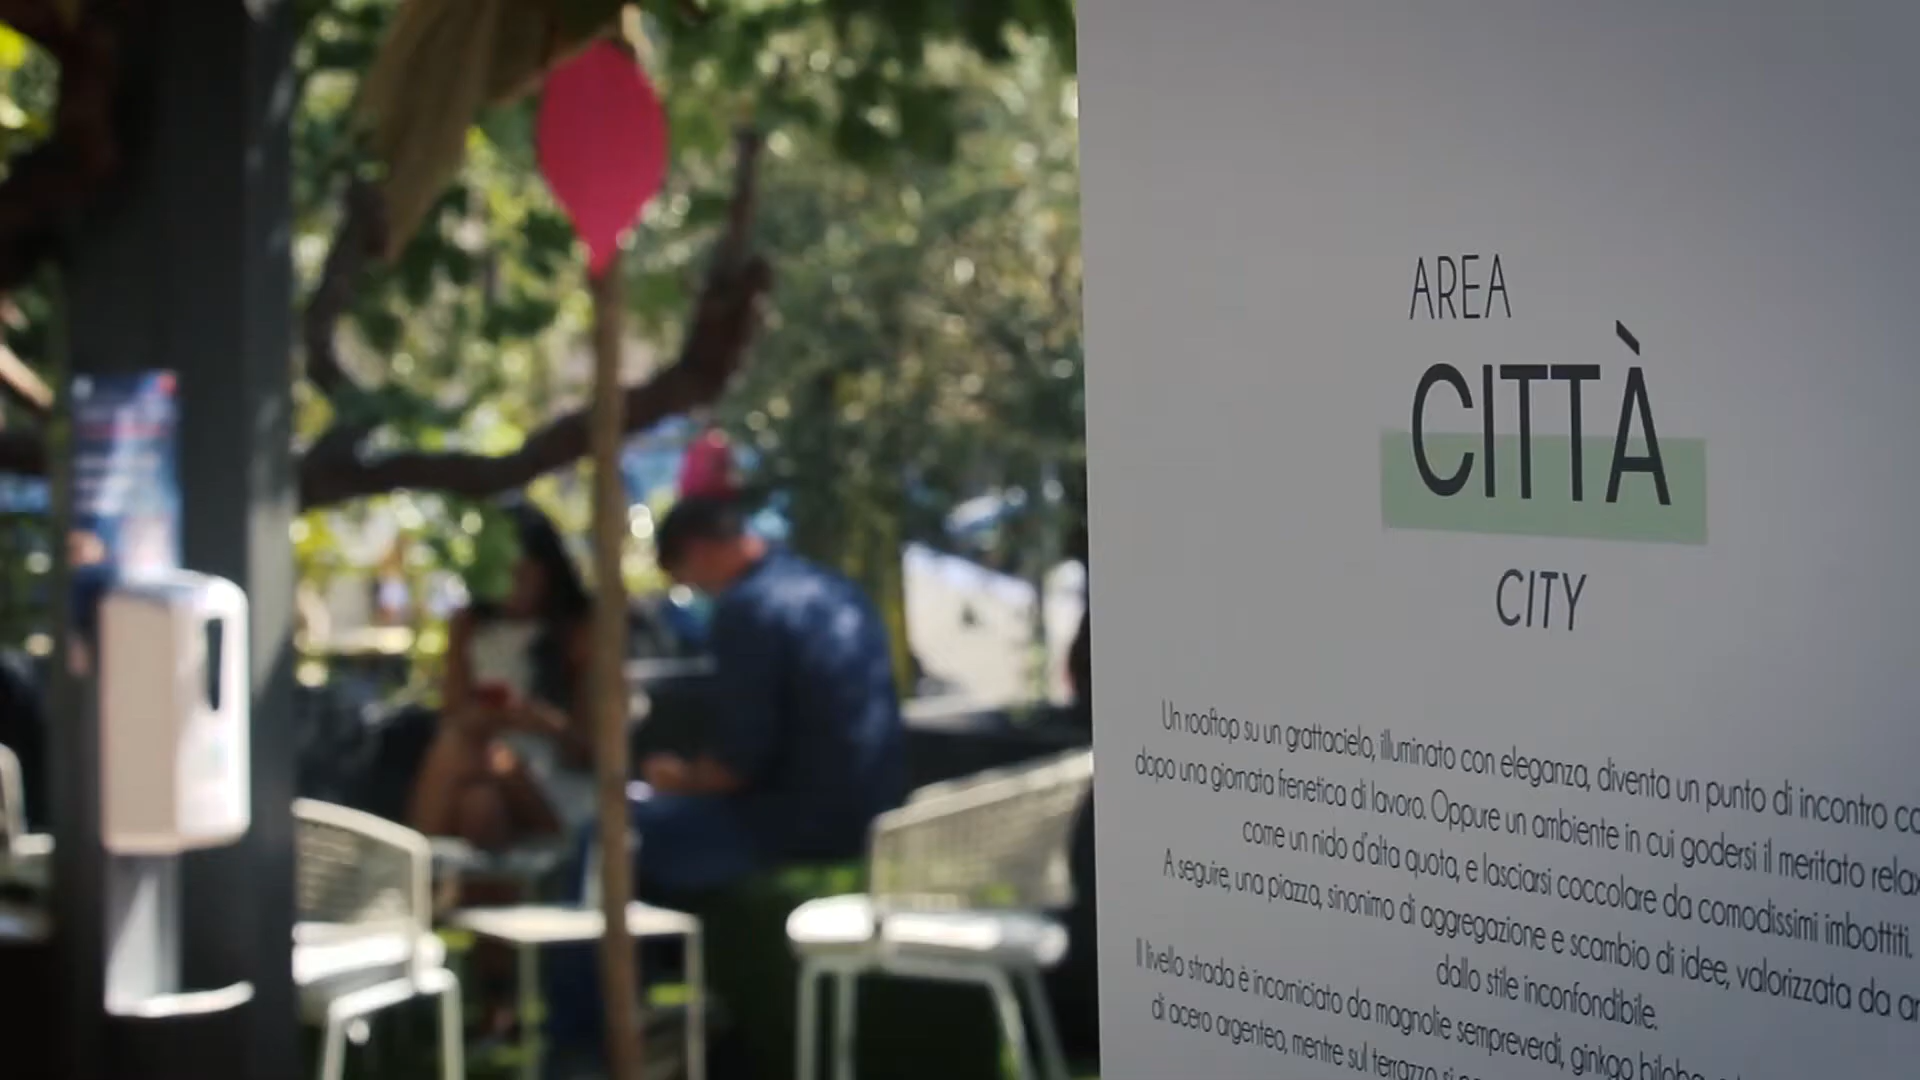 AREA
CITTÀ
CITY
Un rooftop su un grattacielo, illuminato con eleganza, diventa un punto di incontro
dopo una giornata frenetica di lavoro. Oppure un ambiente in cui godersi il meritato relax
come un nido d'alta quota, e lasciarsi coccolare da comodissimi imbottiti.
A seguire, una piazza, sinonimo di aggregazione e scambio di idee, valorizzata da
dallo stile inconfondibile.
Il livello strada è incorniciato da magnolie sempreverdi, ginkgo biloba
di acero argenteo, mentre sul terrazzo si